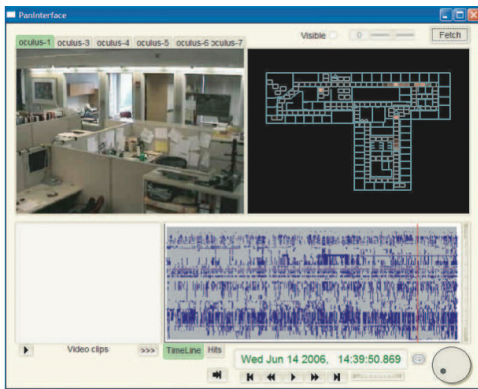 PanInterface
Visible 0 Fetch
oculus-1 oculus-3 oculus-4 oculus-5 oculus-6 oculus-7
Video clips >>> TimeLine Hits
Wed Jun 14 2006, 14:39:50.869